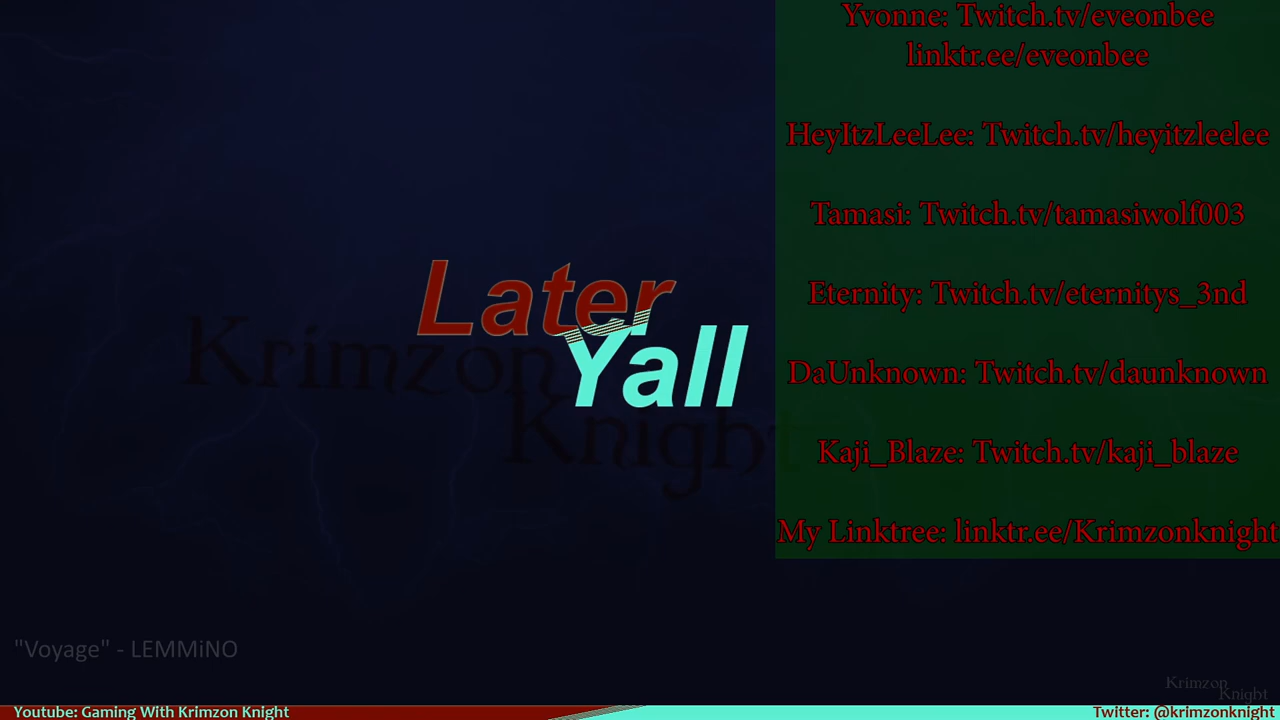 Yvonne: Twitch.tv/eveonbee
linktr.ee/eveonbee
HeyItzLeeLee: Twitch.tv/heyitzleelee
Tamasi: Twitch.tv/tamasiwolf003
Eternity: Twitch.tv/eternitys_3nd
DaUnknown: Twitch.tv/daunknown
Kaji_Blaze: Twitch.tv/kaji_blaze
My Linktree: linktr.ee/Krimzonknight
Later
Yall
Krimzon
Knight
"Voyage" - LEMMiNO
Krimzon
Knight
Youtube: Gaming With Krimzon Knight
Twitter: @krimzonknight